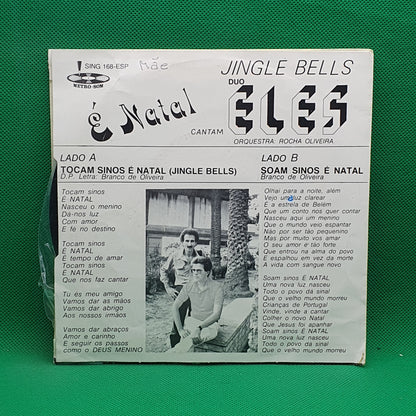 SING 168-ESP
Mãe
METRO-SOM
JINGLE BELLS
DUO
É Natal
CANTAM
ELES
ORQUESTRA: ROCHA OLIVEIRA
LADO A
TOCAM SINOS É NATAL (JINGLE BELLS)
D.P. Letra: Branco de Oliveira
Tocam sinos
É NATAL
Nasceu o menino
Dá-nos luz
Com amor
E fé no destino
Tocam sinos
É NATAL
É tempo de amar
Tocam sinos
É NATAL
Que nos faz cantar
Tu és meu amigo
Vamos dar as mãos
Vamos dar abrigo
Aos nossos irmãos
Vamos dar abraços
Amor e carinho
E seguir os passos
como o DEUS MENINO
LADO B
SOAM SINOS É NATAL
Branco de Oliveira
Olhai para a noite, além
Vejo uma luz clarear
E a estrela de Belém
Que um conto nos quer contar
Nasceu aqui um menino
Que o mundo veio espantar
Não por ser tão pequenino
Mas por muito vos amar
O seu amor é tão forte
Que entrou na alma do povo
E espalhou em vez da morte
A vida com sangue novo
Soam sinos É NATAL
Uma nova luz nasceu
Todo o povo dá sinal
Que o velho mundo morreu
Crianças de Portugal
Vinde, vinde a cantar
Colher o novo Natal
Que Jesus foi apanhar
Soam sinos É NATAL
Uma nova luz nasceu
Todo o povo dá sinal
Que o velho mundo morreu